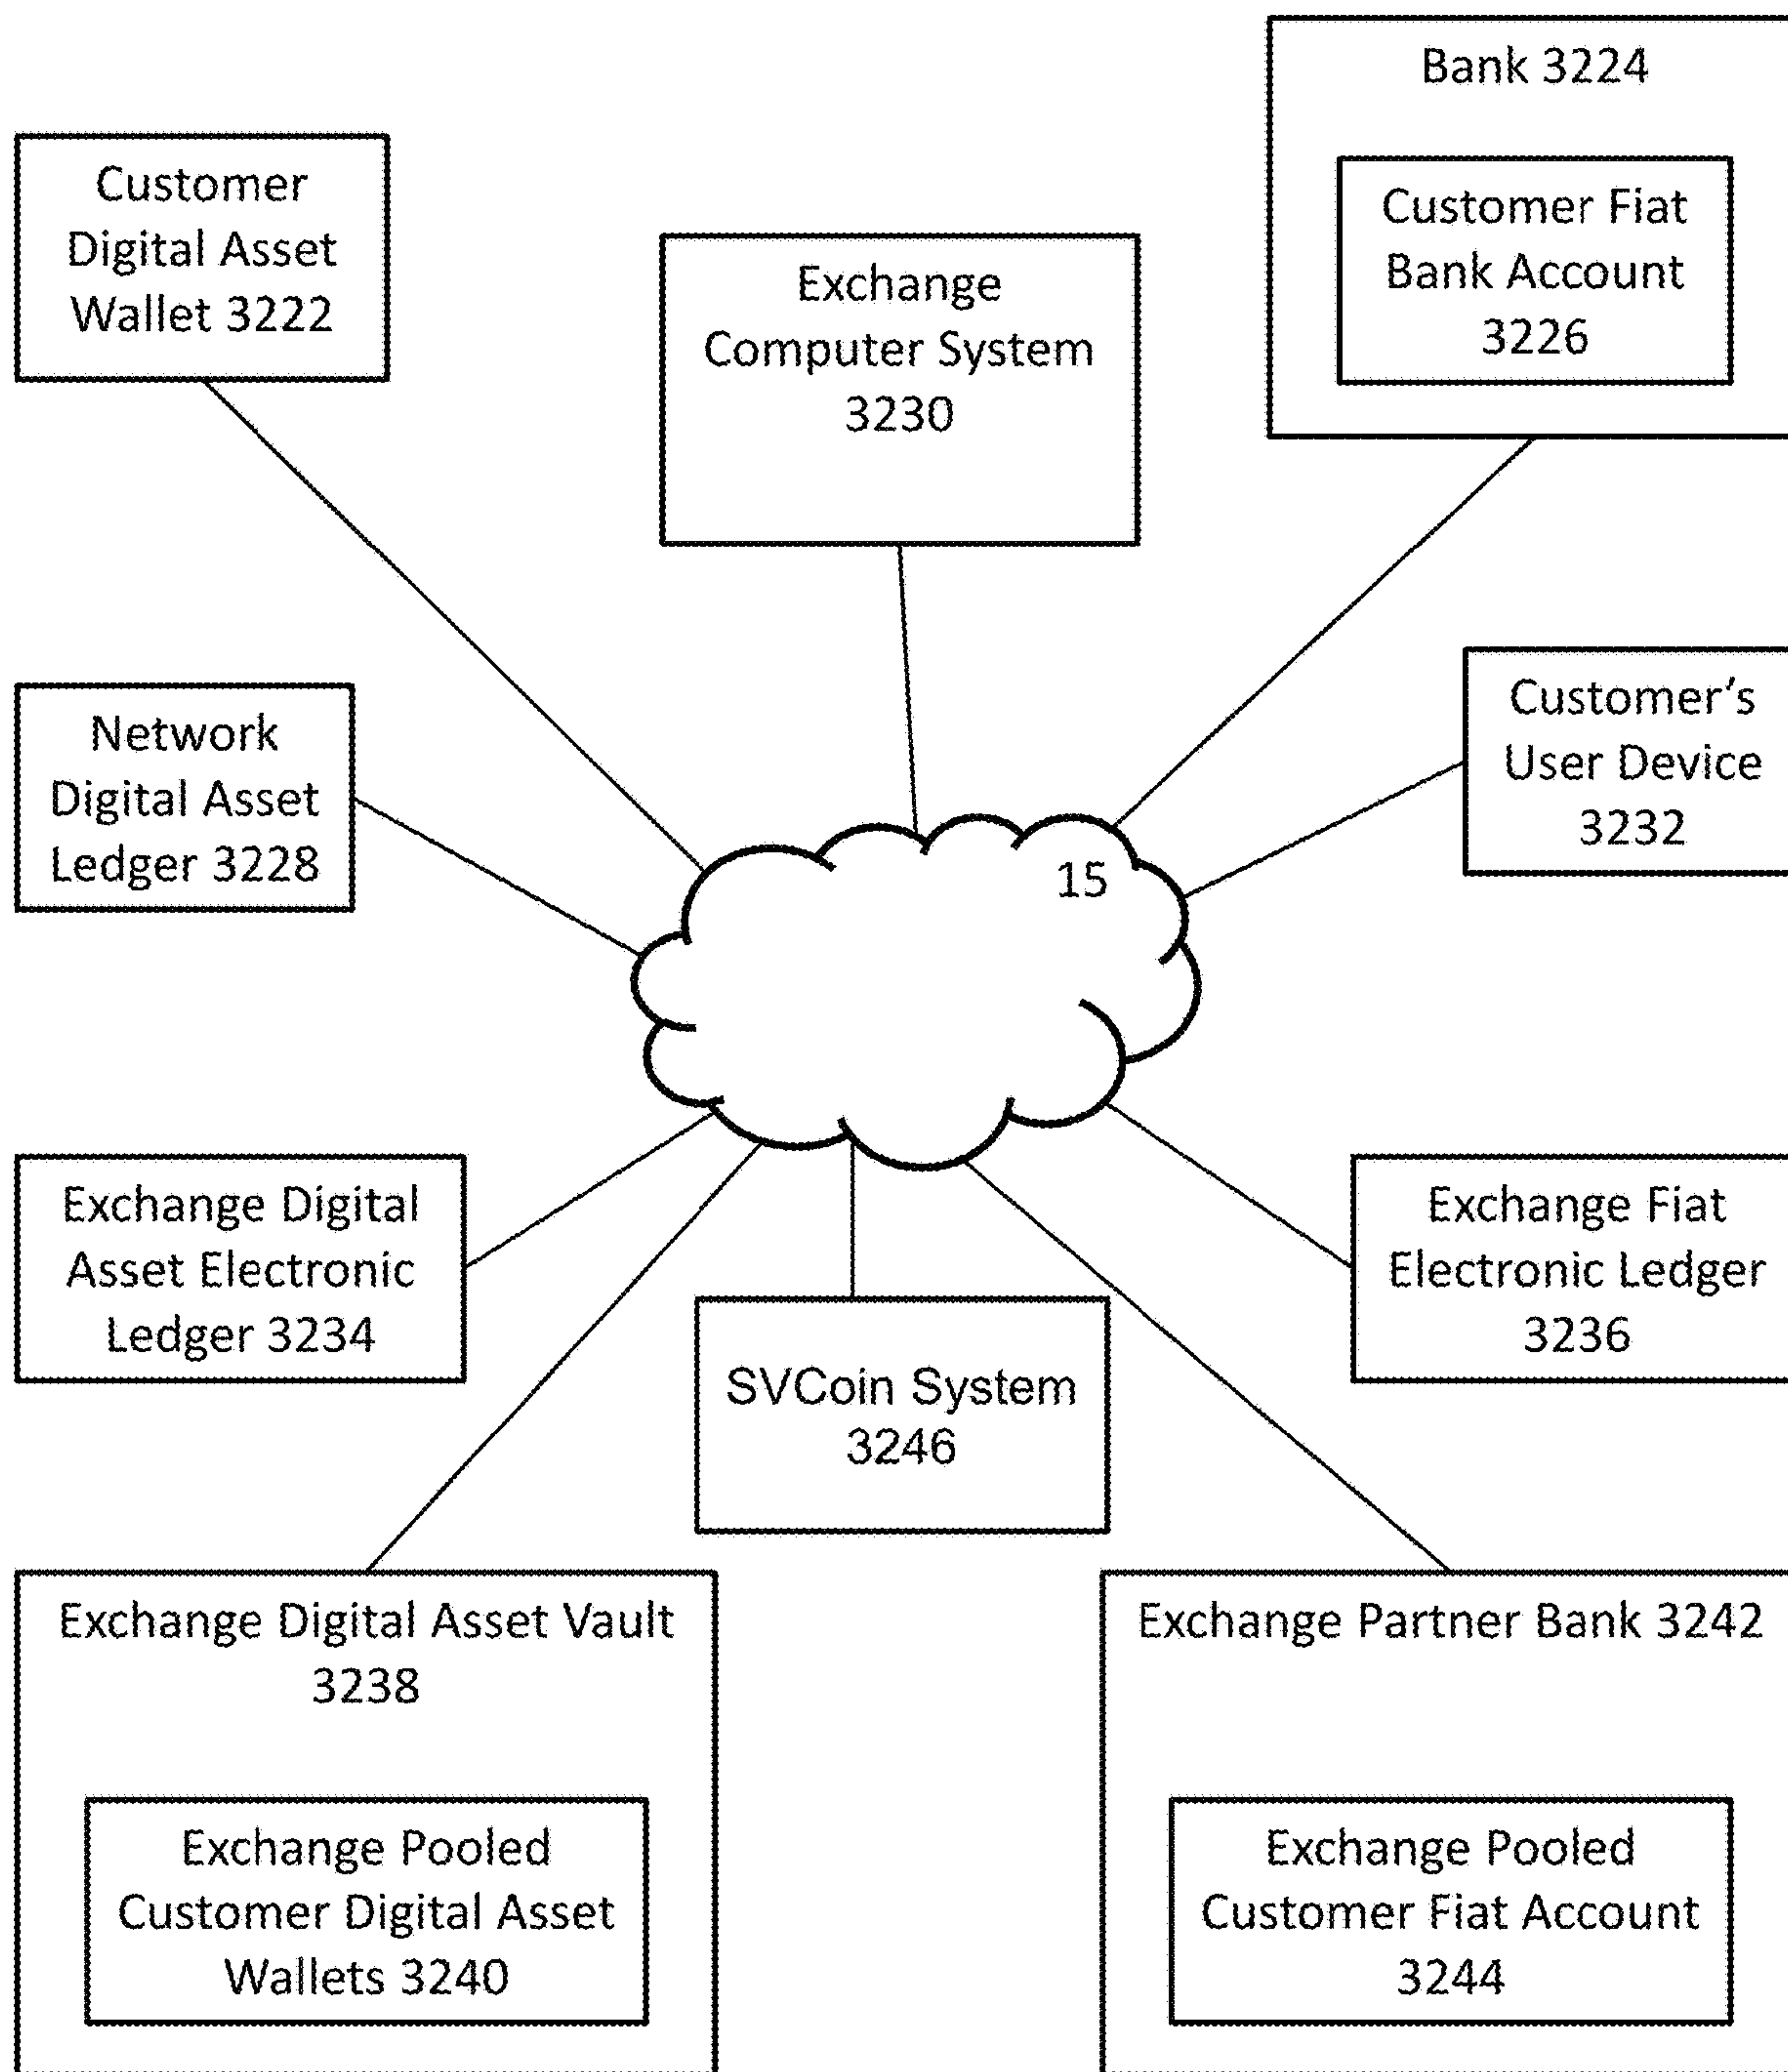 Bank 3224
Customer Fiat
Bank Account
3226
Customer
Digital Asset
Wallet 3222
Exchange
Computer System
3230
Network
Digital Asset
Ledger 3228
Customer’s
User Device
3232
15
Exchange Digital
Asset Electronic
Ledger 3234
Exchange Fiat
Electronic Ledger
3236
SVCoin System
3246
Exchange Digital Asset Vault
3238
Exchange Pooled
Customer Digital Asset
Wallets 3240
Exchange Partner Bank 3242
Exchange Pooled
Customer Fiat Account
3244